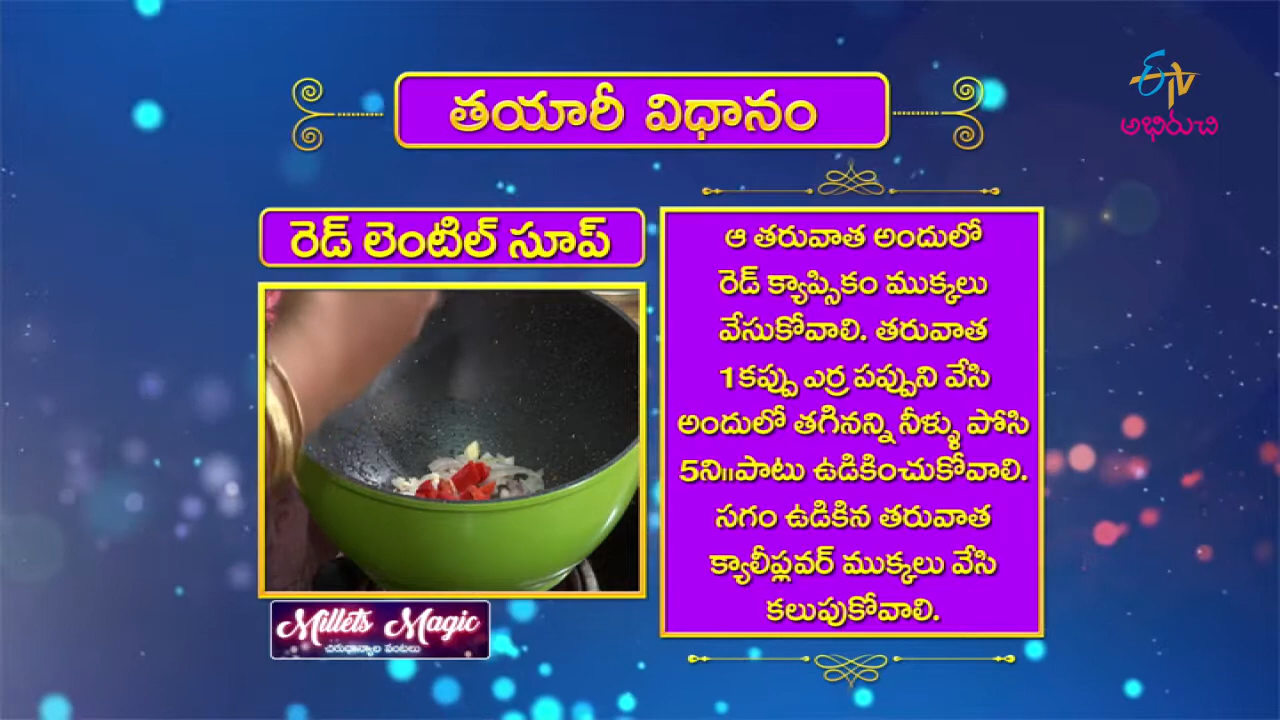 తయారీ విధానం
ETV
అభిరుచి
రెడ్ లెంటిల్ సూప్
ఆ తరువాత అందులో
రెడ్ క్యాప్సికం ముక్కలు
వేసుకోవాలి. తరువాత
1కప్పు ఎర్ర పప్పుని వేసి
అందులో తగినన్ని నీళ్ళు పోసి
5ని॥పాటు ఉడికించుకోవాలి.
సగం ఉడికిన తరువాత
క్యాలీఫ్లవర్ ముక్కలు వేసి
కలుపుకోవాలి.
Millets Magic
చిరుధాన్యాల వంటలు